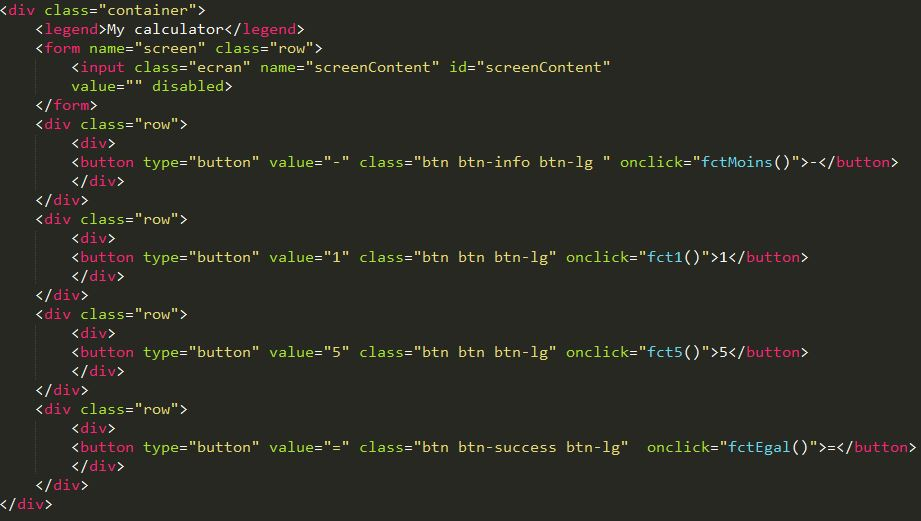 <div class="container">
    <legend>My calculator</legend>
    <form name="screen" class="row">
        <input class="ecran" name="screenContent" id="screenContent"
        value="" disabled>
    </form>
    <div class="row">
        <div>
        <button type="button" value="-" class="btn btn-info btn-lg " onclick="fctMoins()">-</button>
        </div>
    </div>
    <div class="row">
        <div>
        <button type="button" value="1" class="btn btn btn-lg" onclick="fct1()">1</button>
        </div>
    </div>
    <div class="row">
        <div>
        <button type="button" value="5" class="btn btn btn-lg" onclick="fct5()">5</button>
        </div>
    </div>
    <div class="row">
        <div>
        <button type="button" value="=" class="btn btn-success btn-lg"  onclick="fctEgal()">=</button>
        </div>
    </div>
</div>